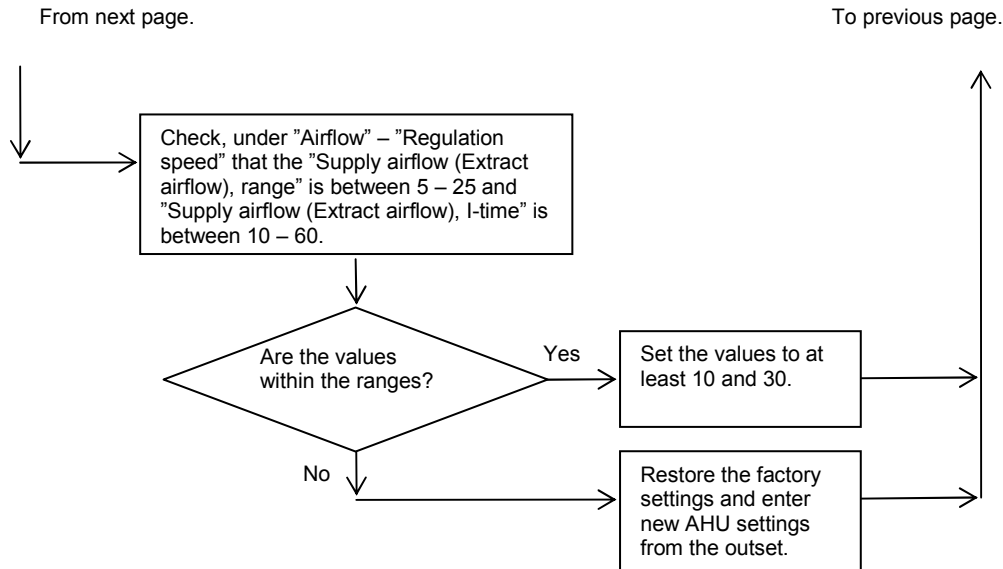 From next page.
To previous page.
Check, under ”Airflow” – ”Regulation
speed” that the ”Supply airflow (Extract
airflow), range” is between 5 – 25 and
”Supply airflow (Extract airflow), I-time” is
between 10 – 60.
Are the values
within the ranges?
Yes
Set the values to at
least 10 and 30.
No
Restore the factory
settings and enter
new AHU settings
from the outset.